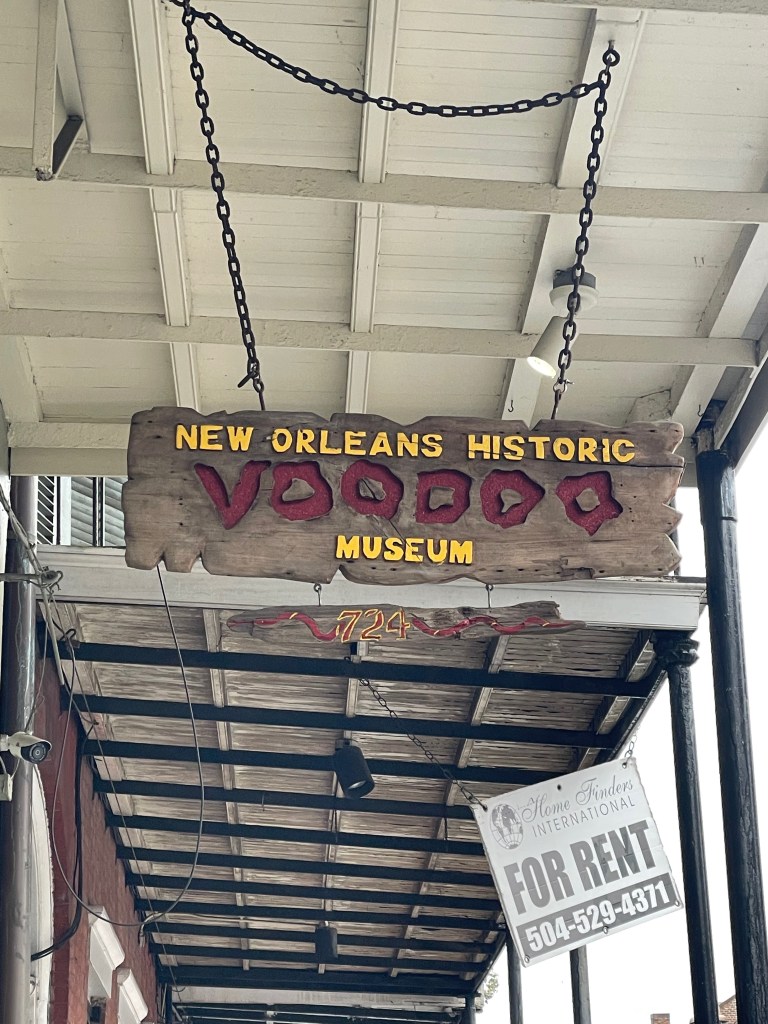 NEW ORLEANS HISTORIC
VOODOO
MUSEUM
724
Home Finders
INTERNATIONAL
FOR RENT
504-529-4371